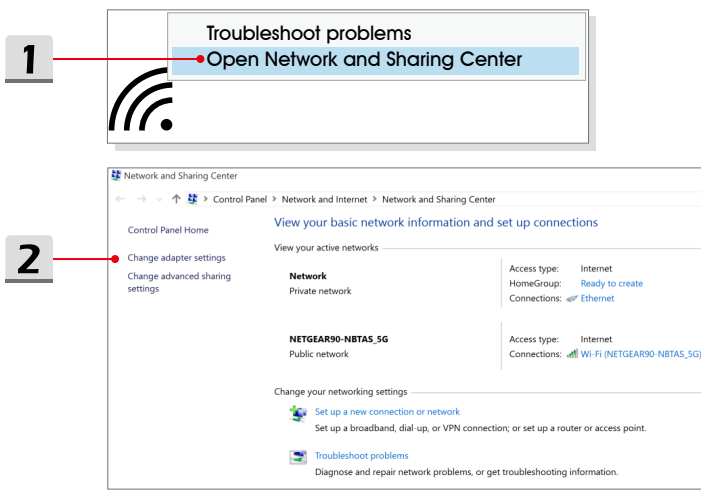 1
Troubleshoot problems
Open Network and Sharing Center
Network and Sharing Center
Control Panel > Network and Internet > Network and Sharing Center
2
Control Panel Home
Change adapter settings
Change advanced sharing
settings
View your basic network information and set up connections
View your active networks
Network
Private network
Access type: Internet
HomeGroup: Ready to create
Connections: Ethernet
NETGEAR90-NBTAS_5G
Public network
Access type: Internet
Connections: Wi-Fi (NETGEAR90-NBTAS_5G)
Change your networking settings
Set up a new connection or network
Set up a broadband, dial-up, or VPN connection; or set up a router or access point.
Troubleshoot problems
Diagnose and repair network problems, or get troubleshooting information.